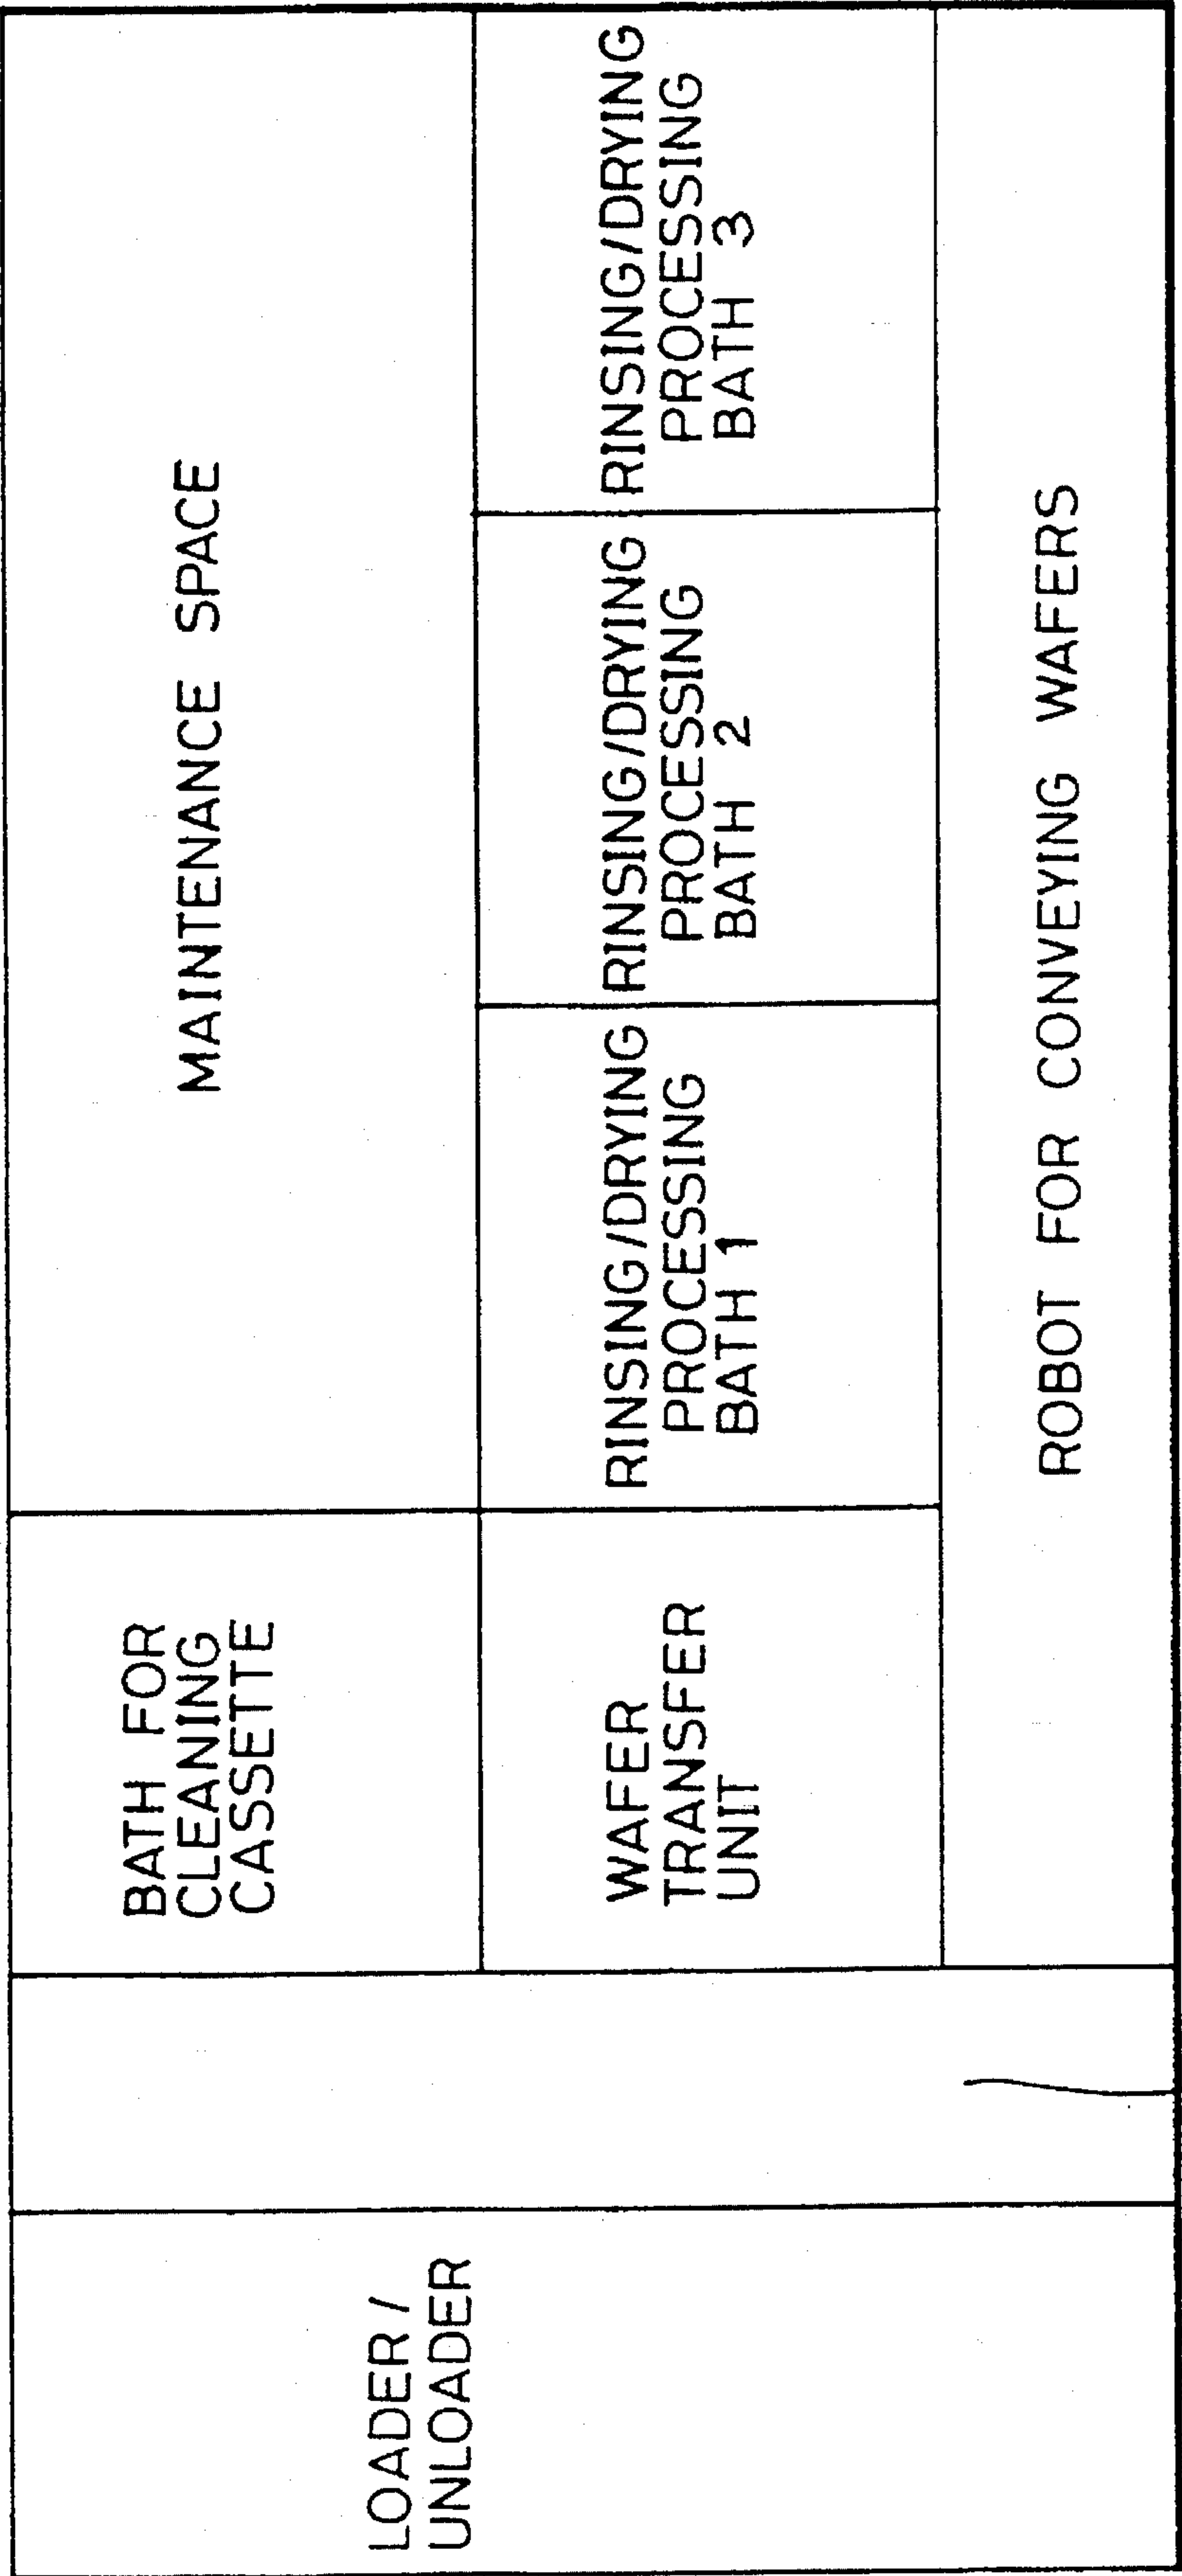 LOADER /
UNLOADER
BATH FOR
CLEANING
CASSETTE
MAINTENANCE SPACE
WAFER
TRANSFER
UNIT
RINSING/DRYING
PROCESSING
BATH 1
RINSING/DRYING
PROCESSING
BATH 2
RINSING/DRYING
PROCESSING
BATH 3
ROBOT FOR CONVEYING WAFERS